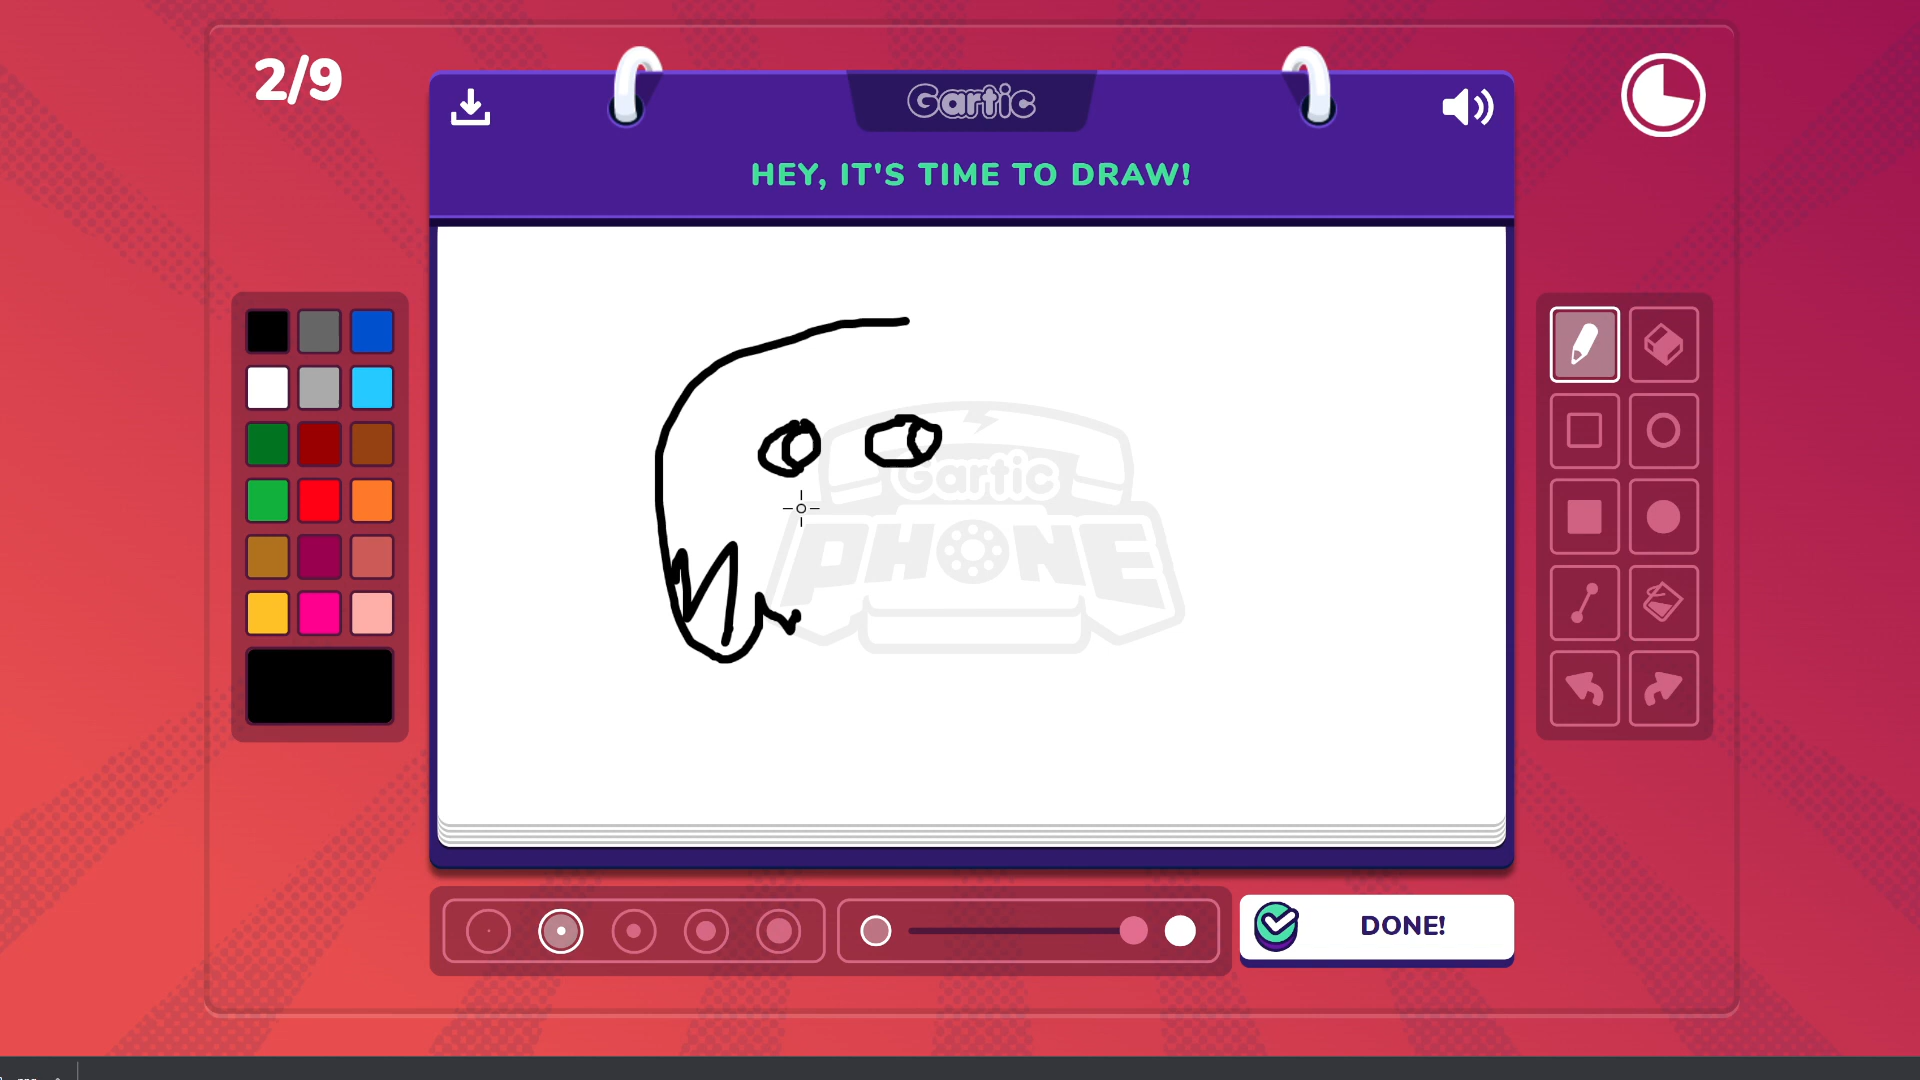 2/9
Gartic
HEY, IT'S TIME TO DRAW!
Gartic
PHONE
DONE!